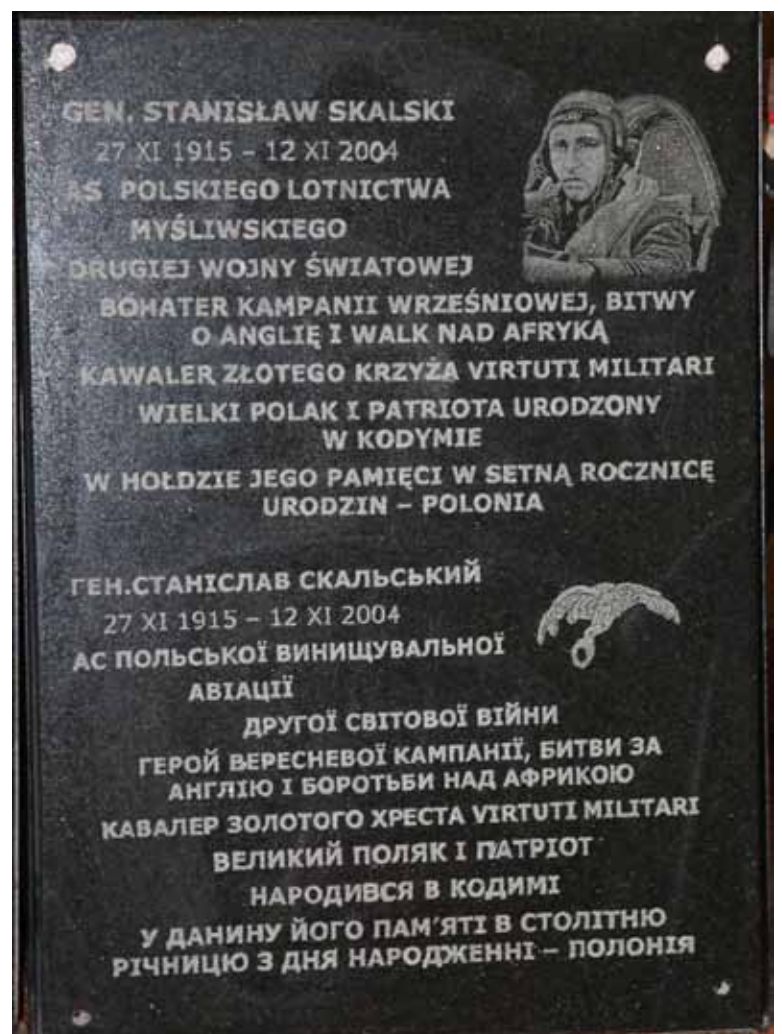 GEN. STANISŁAW SKALSKI
27 XI 1915 – 12 XI 2004
AS POLSKIEGO LOTNICTWA
MYŚLIWSKIEGO
DRUGIEJ WOJNY ŚWIATOWEJ
BOHATER KAMPANII WRZEŚNIOWEJ, BITWY
O ANGLIĘ I WALK NAD AFRYKĄ
KAWALER ZŁOTEGO KRZYŻA VIRTUTI MILITARI
WIELKI POLAK I PATRIOTA URODZONY
W KODYMIE
W HOŁDZIE JEGO PAMIĘCI W SETNĄ ROCZNICĘ
URODZIN – POLONIA
ГЕН.СТАНІСЛАВ СКАЛЬСЬКИЙ
27 XI 1915 – 12 XI 2004
АС ПОЛЬСЬКОЇ ВИНИЩУВАЛЬНОЇ
АВІАЦІЇ
ДРУГОЇ СВІТОВОЇ ВІЙНИ
ГЕРОЙ ВЕРЕСНЕВОЇ КАМПАНІЇ, БИТВИ ЗА
АНГЛІЮ І БОРОТЬБИ НАД АФРИКОЮ
КАВАЛЕР ЗОЛОТОГО ХРЕСТА VIRTUTI MILITARI
ВЕЛИКИЙ ПОЛЯК І ПАТРІОТ
НАРОДИВСЯ В КОДИМІ
У ДАНИНУ ЙОГО ПАМ'ЯТІ В СТОЛІТНЮ
РІЧНИЦЮ З ДНЯ НАРОДЖЕННІ – ПОЛОНІЯ